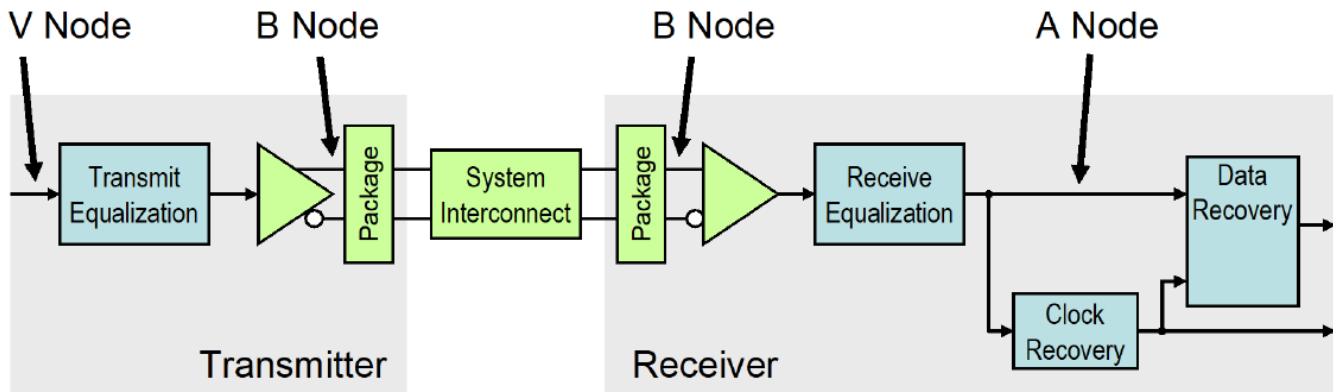 V Node
B Node
B Node
A Node
Transmit
Equalization
Package
System
Interconnect
Package
Receive
Equalization
Data
Recovery
Clock
Recovery
Transmitter
Receiver